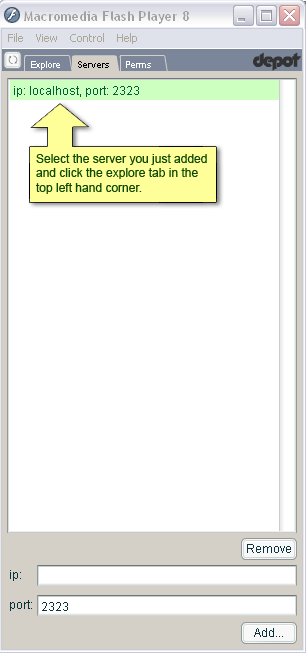 Macromedia Flash Player 8
File View Control Help
Explore Servers Perms depot
ip: localhost, port: 2323
Select the server you just added
and click the explore tab in the
top left hand corner.
Remove
ip:
port: 2323
Add...